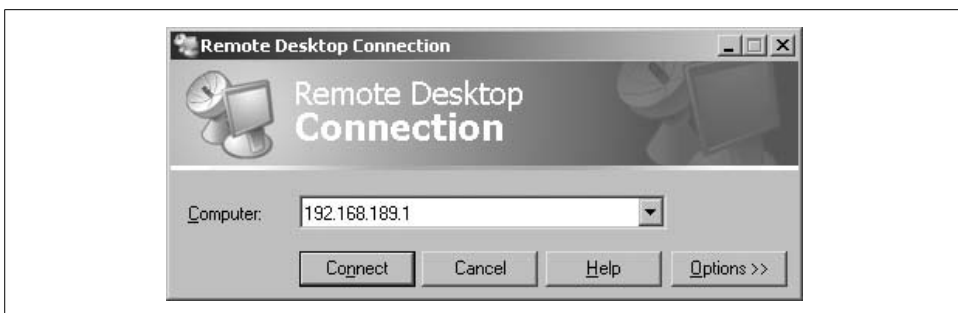 Remote Desktop Connection
Remote Desktop
Connection
Computer: 192.168.189.1
Connect Cancel Help Options >>